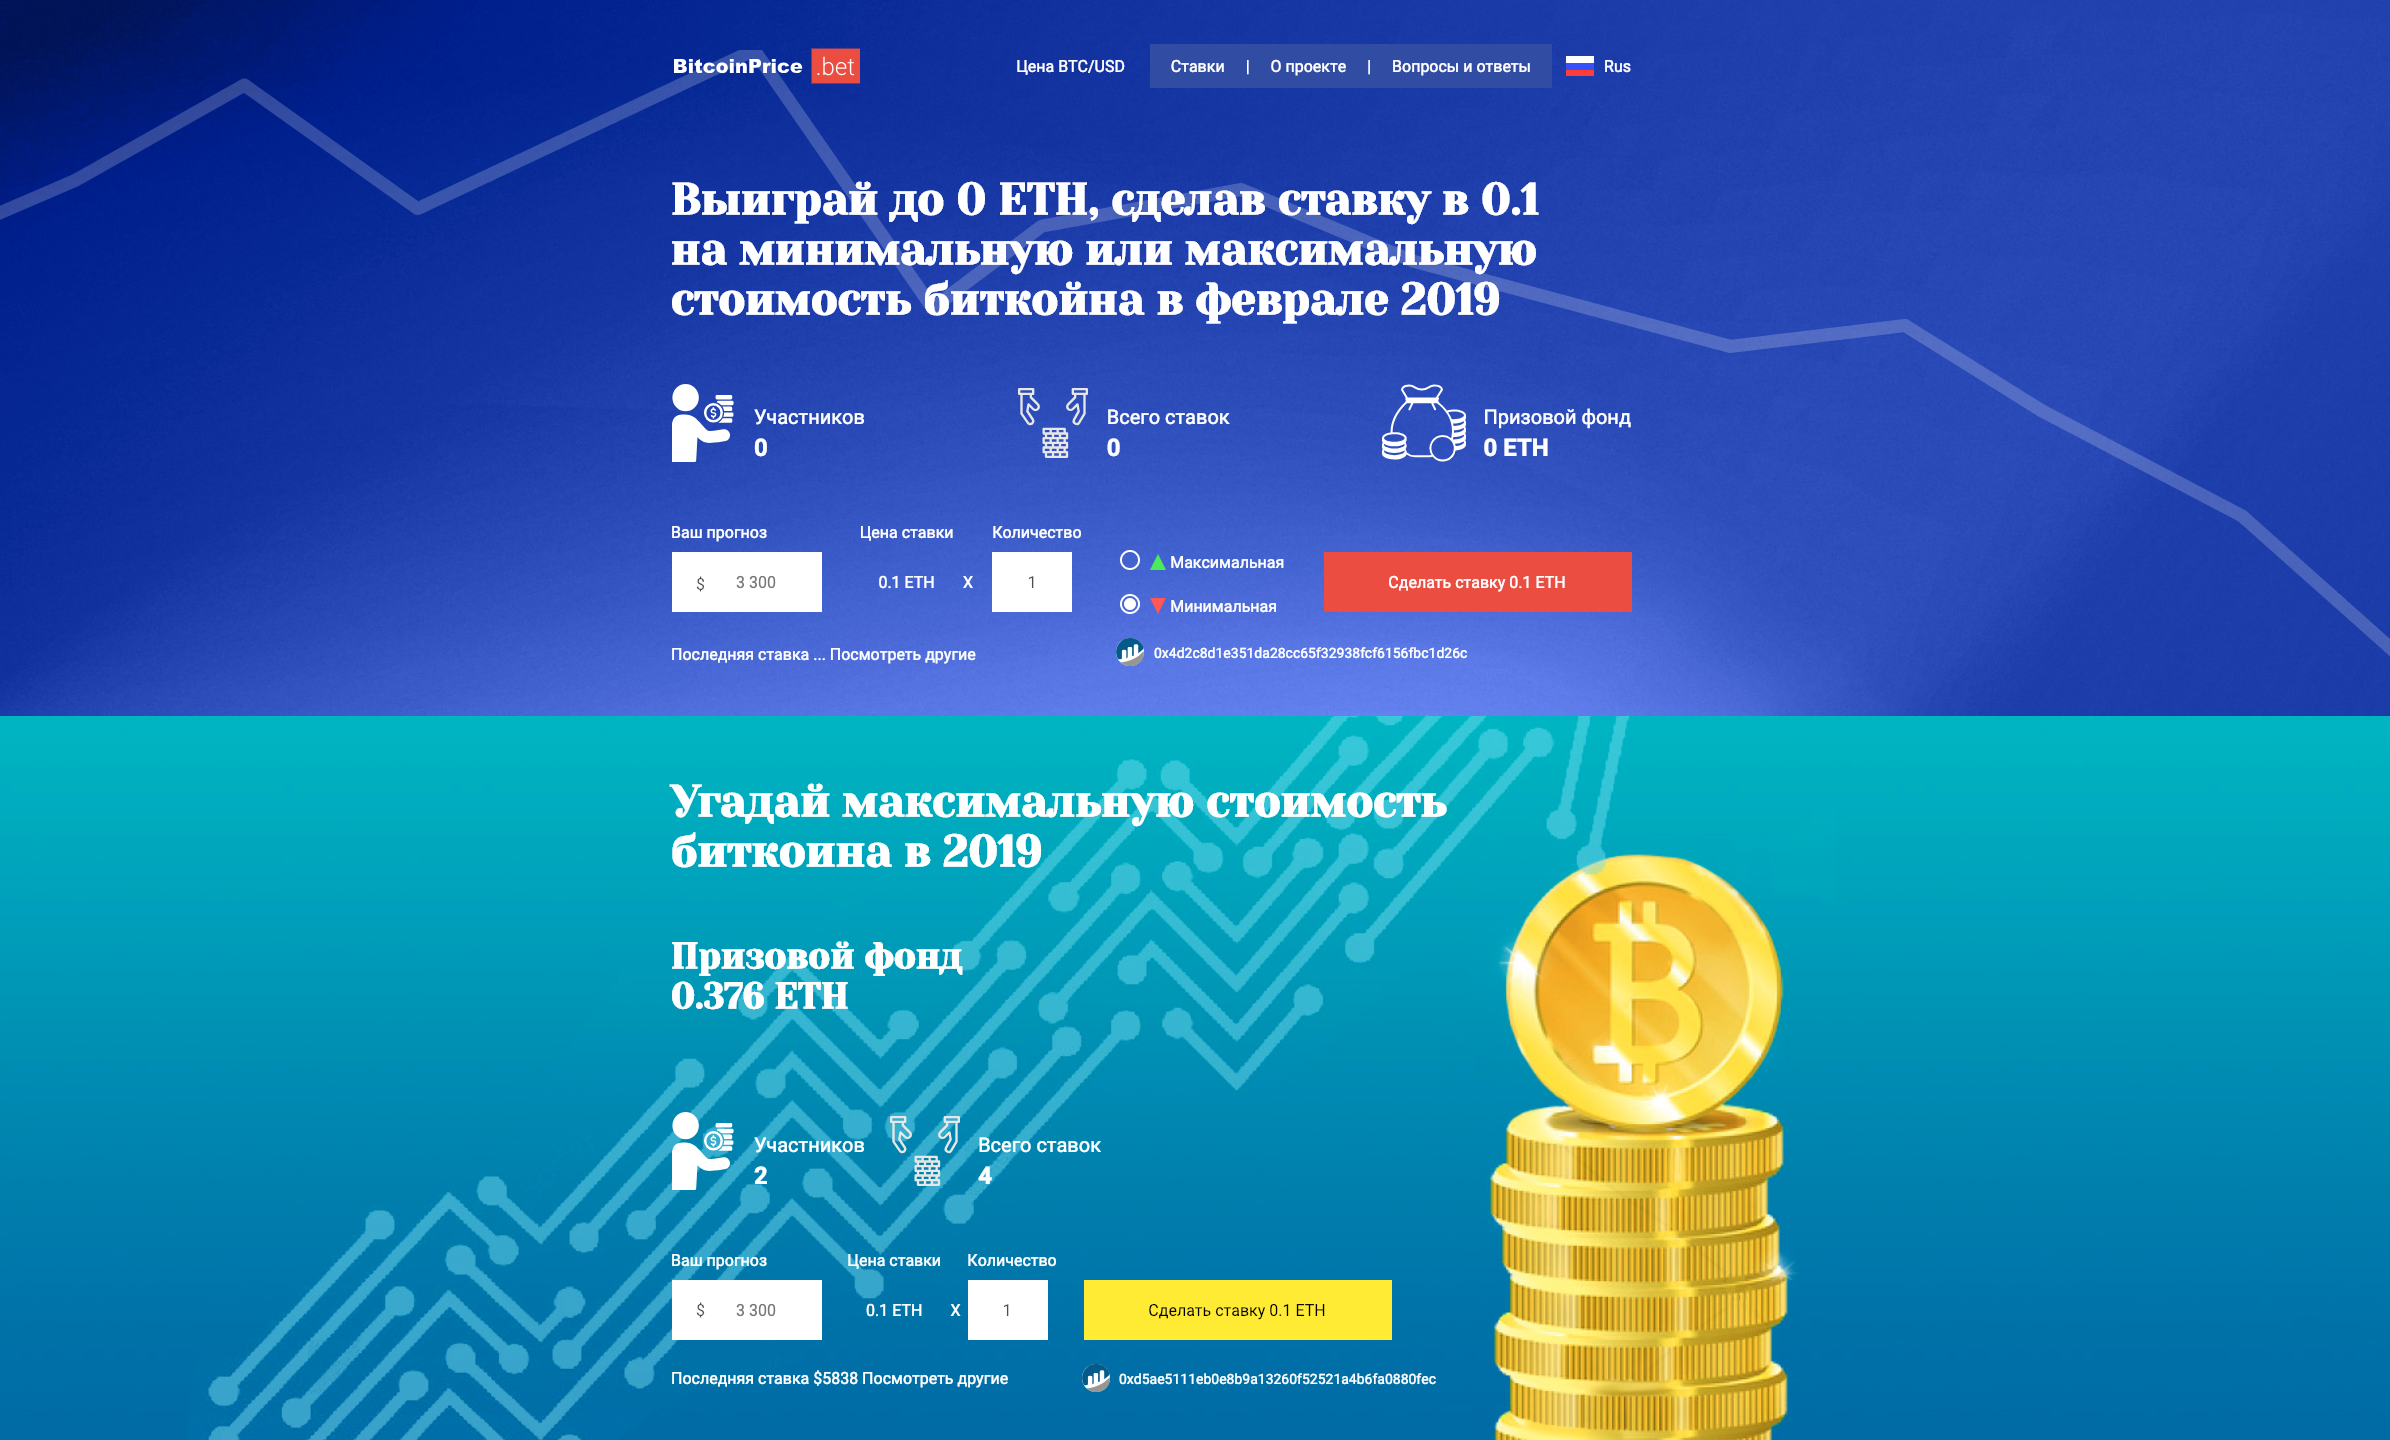 BitcoinPrice .bet
Цена BTC/USD
Ставки | О проекте | Вопросы и ответы
Rus
Выиграй до 0 ETH, сделав ставку в 0.1
на минимальную или максимальную
стоимость биткойна в феврале 2019
Участников
0
Всего ставок
0
Призовой фонд
0 ETH
Ваш прогноз
Цена ставки
Количество
$ 3 300
0.1 ETH X
1
Максимальная
Минимальная
Сделать ставку 0.1 ETH
Последняя ставка ... Посмотреть другие
0x4d2c8d1e351da28cc65f32938fcf6156fbc1d26c
Угадай максимальную стоимость
биткоина в 2019
Призовой фонд
0.376 ETH
Участников
2
Всего ставок
4
Ваш прогноз
Цена ставки
Количество
$ 3 300
0.1 ETH X
1
Сделать ставку 0.1 ETH
Последняя ставка $5838 Посмотреть другие
0xd5ae5111eb0e8b9a13260f52521a4b6fa0880fec